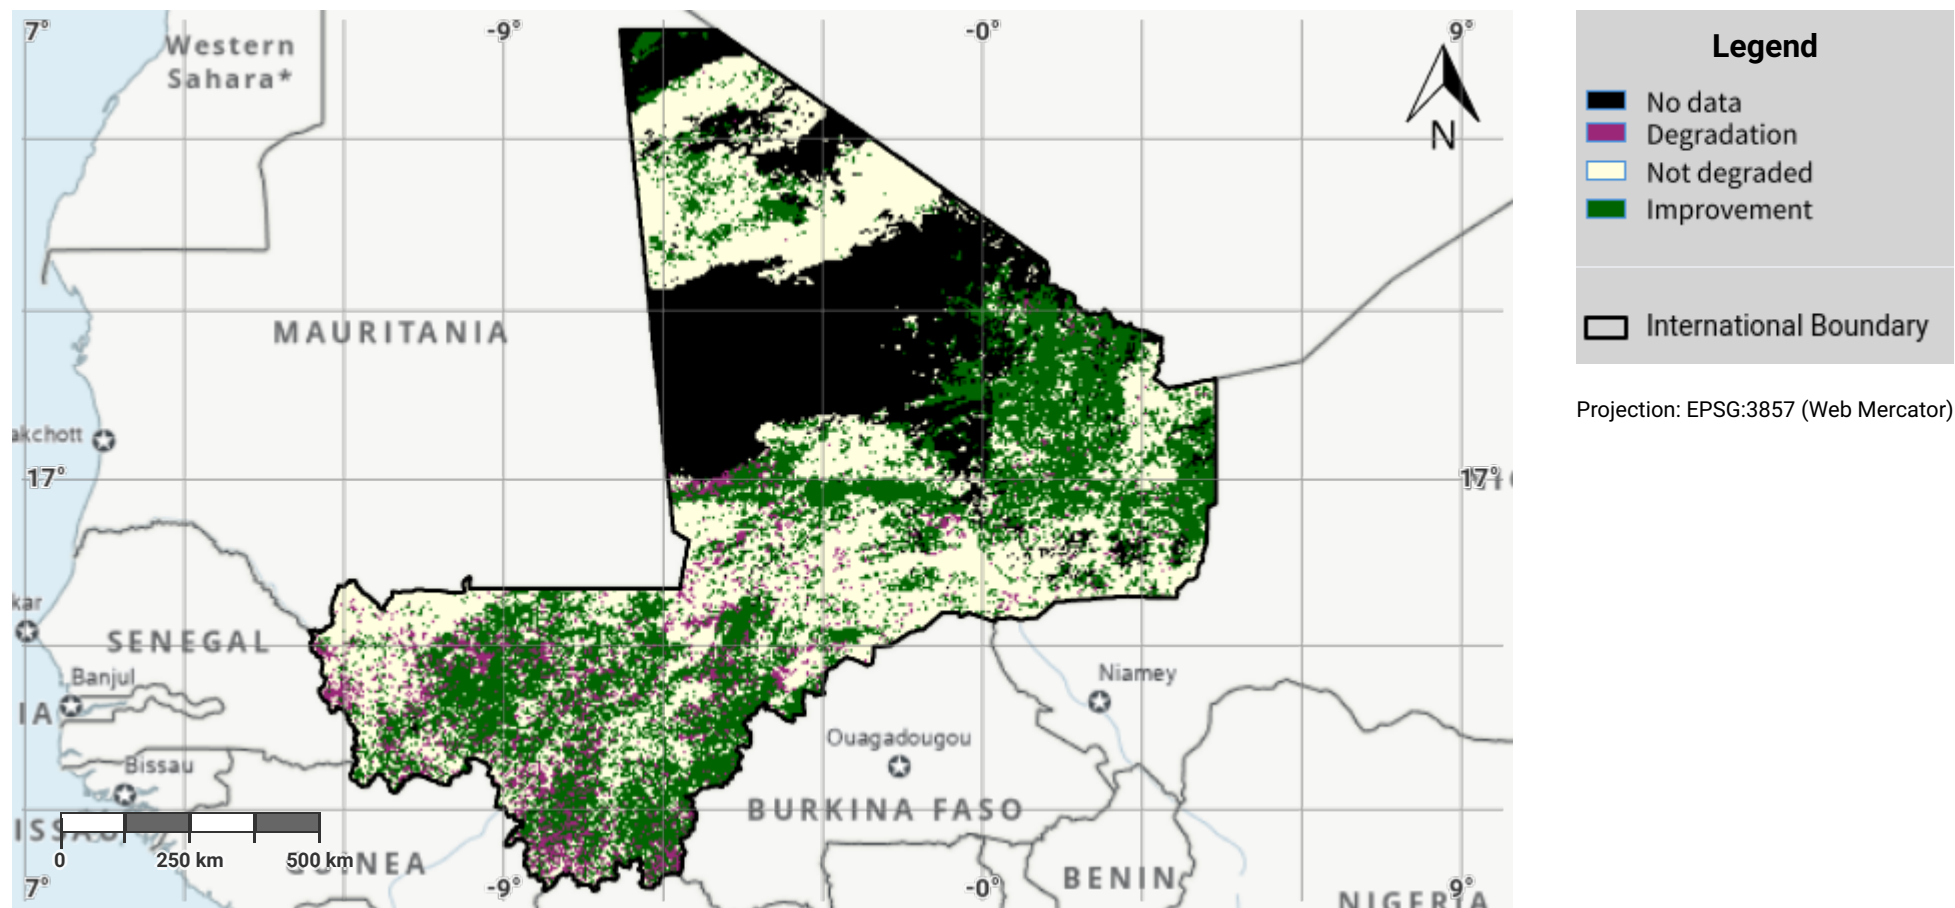 7°
-9°
-0°
9°
Western
Sahara*
N
MAURITANIA
akchott
17°
17°
kar
SENEGAL
Banjul
IA
Niamey
Bissau
Ouagadougou
BURKINA FASO
0
250 km
500 km
BENIN
NIGERIA
7°
-9°
-0°
9°
Legend
No data
Degradation
Not degraded
Improvement
International Boundary
Projection: EPSG:3857 (Web Mercator)